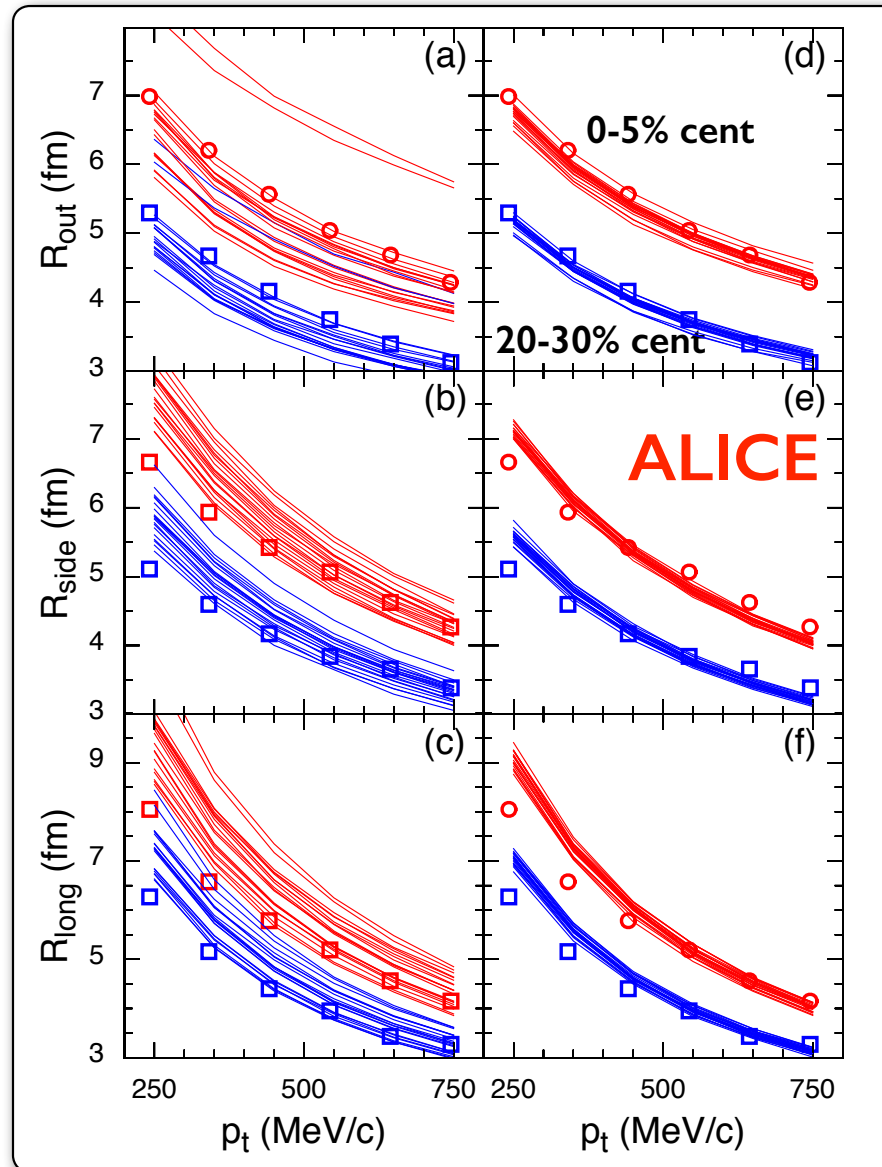 (a)
(d)
7
6
5
4
3
R_out (fm)
0-5% cent
20-30% cent
(b)
(e)
7
6
5
4
3
R_side (fm)
ALICE
(c)
(f)
9
7
5
3
R_long (fm)
250 500 750 250 500 750
p_t (MeV/c) p_t (MeV/c)